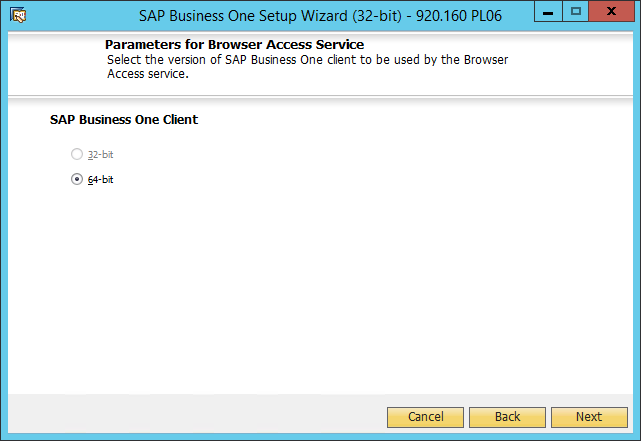 SAP Business One Setup Wizard (32-bit) - 920.160 PL06
Parameters for Browser Access Service
Select the version of SAP Business One client to be used by the Browser
Access service.
SAP Business One Client
32-bit
64-bit
Cancel Back Next